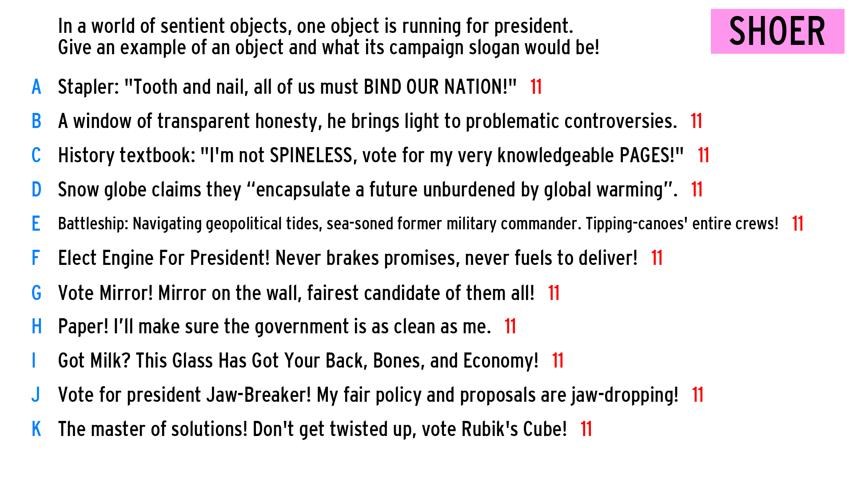 In a world of sentient objects, one object is running for president.
Give an example of an object and what its campaign slogan would be!
SHOER
A Stapler: "Tooth and nail, all of us must BIND OUR NATION!" 11
B A window of transparent honesty, he brings light to problematic controversies. 11
C History textbook: "I'm not SPINELESS, vote for my very knowledgeable PAGES!" 11
D Snow globe claims they “encapsulate a future unburdened by global warming”. 11
E Battleship: Navigating geopolitical tides, sea-soned former military commander. Tipping-canoes' entire crews! 11
F Elect Engine For President! Never brakes promises, never fuels to deliver! 11
G Vote Mirror! Mirror on the wall, fairest candidate of them all! 11
H Paper! I’ll make sure the government is as clean as me. 11
I Got Milk? This Glass Has Got Your Back, Bones, and Economy! 11
J Vote for president Jaw-Breaker! My fair policy and proposals are jaw-dropping! 11
K The master of solutions! Don't get twisted up, vote Rubik's Cube! 11